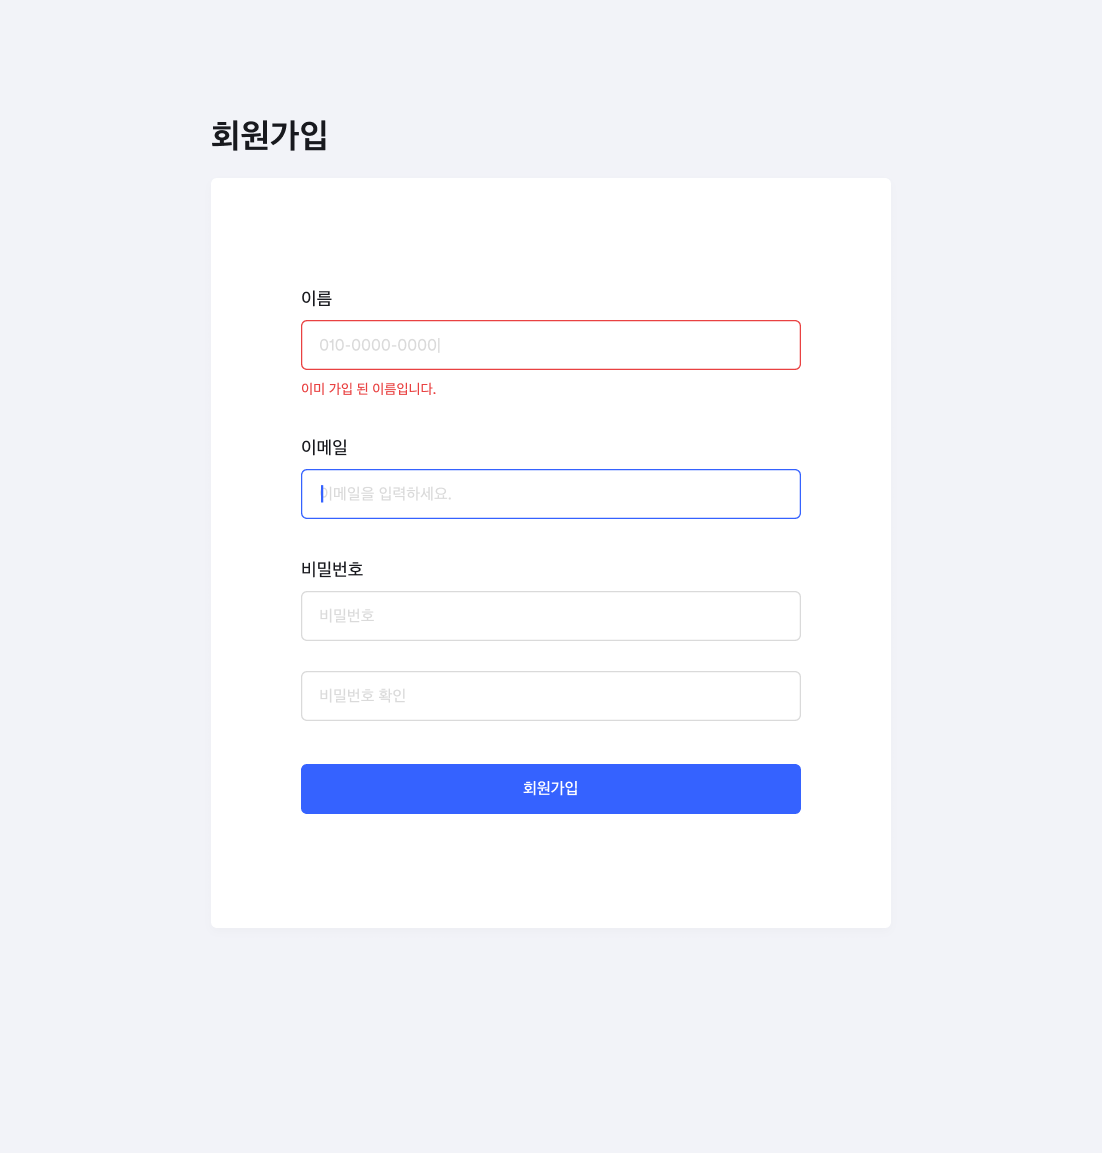 회원가입
이름
010-0000-0000|
이미 가입 된 이름입니다.
이메일
이메일을 입력하세요.
비밀번호
비밀번호
비밀번호 확인
회원가입